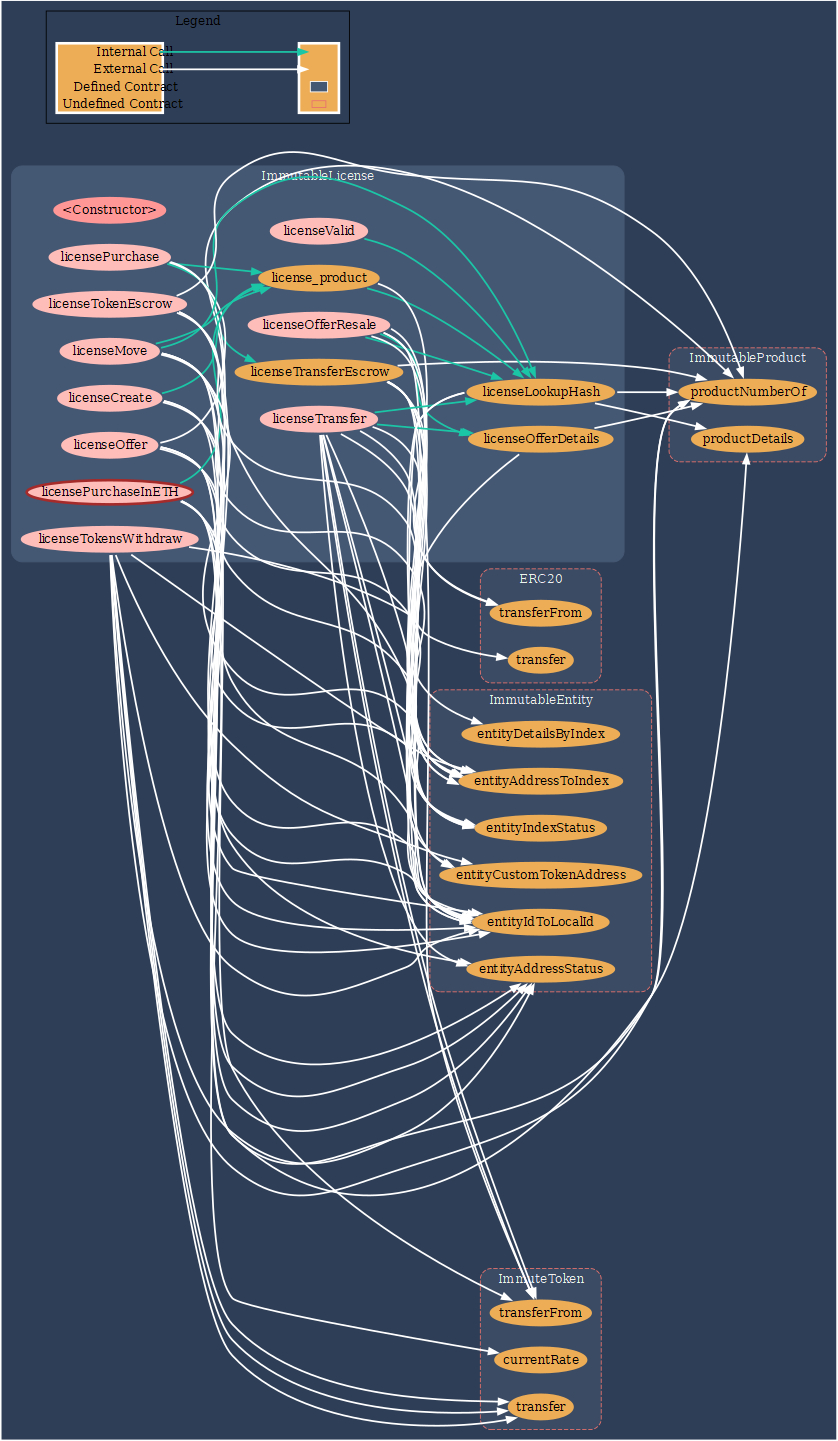 Legend
Internal Call
External Call
Defined Contract
Undefined Contract
ImmutableLicense
<Constructor>
licensePurchase
licenseTokenEscrow
licenseMove
licenseCreate
licenseOffer
licensePurchaseInETH
licenseTokensWithdraw
licenseValid
license_product
licenseOfferResale
licenseTransferEscrow
licenseTransfer
licenseLookupHash
licenseOfferDetails
ImmutableProduct
productNumberOf
productDetails
ERC20
transferFrom
transfer
ImmutableEntity
entityDetailsByIndex
entityAddressToIndex
entityIndexStatus
entityCustomTokenAddress
entityIdToLocalId
entityAddressStatus
ImmuteToken
transferFrom
currentRate
transfer